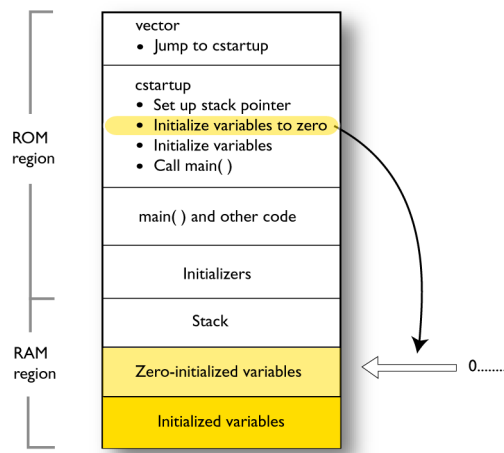 vector
• Jump to cstartup
cstartup
• Set up stack pointer
• Initialize variables to zero
• Initialize variables
• Call main( )
ROM
region
main( ) and other code
Initializers
Stack
RAM
region
Zero-initialized variables
0........
Initialized variables